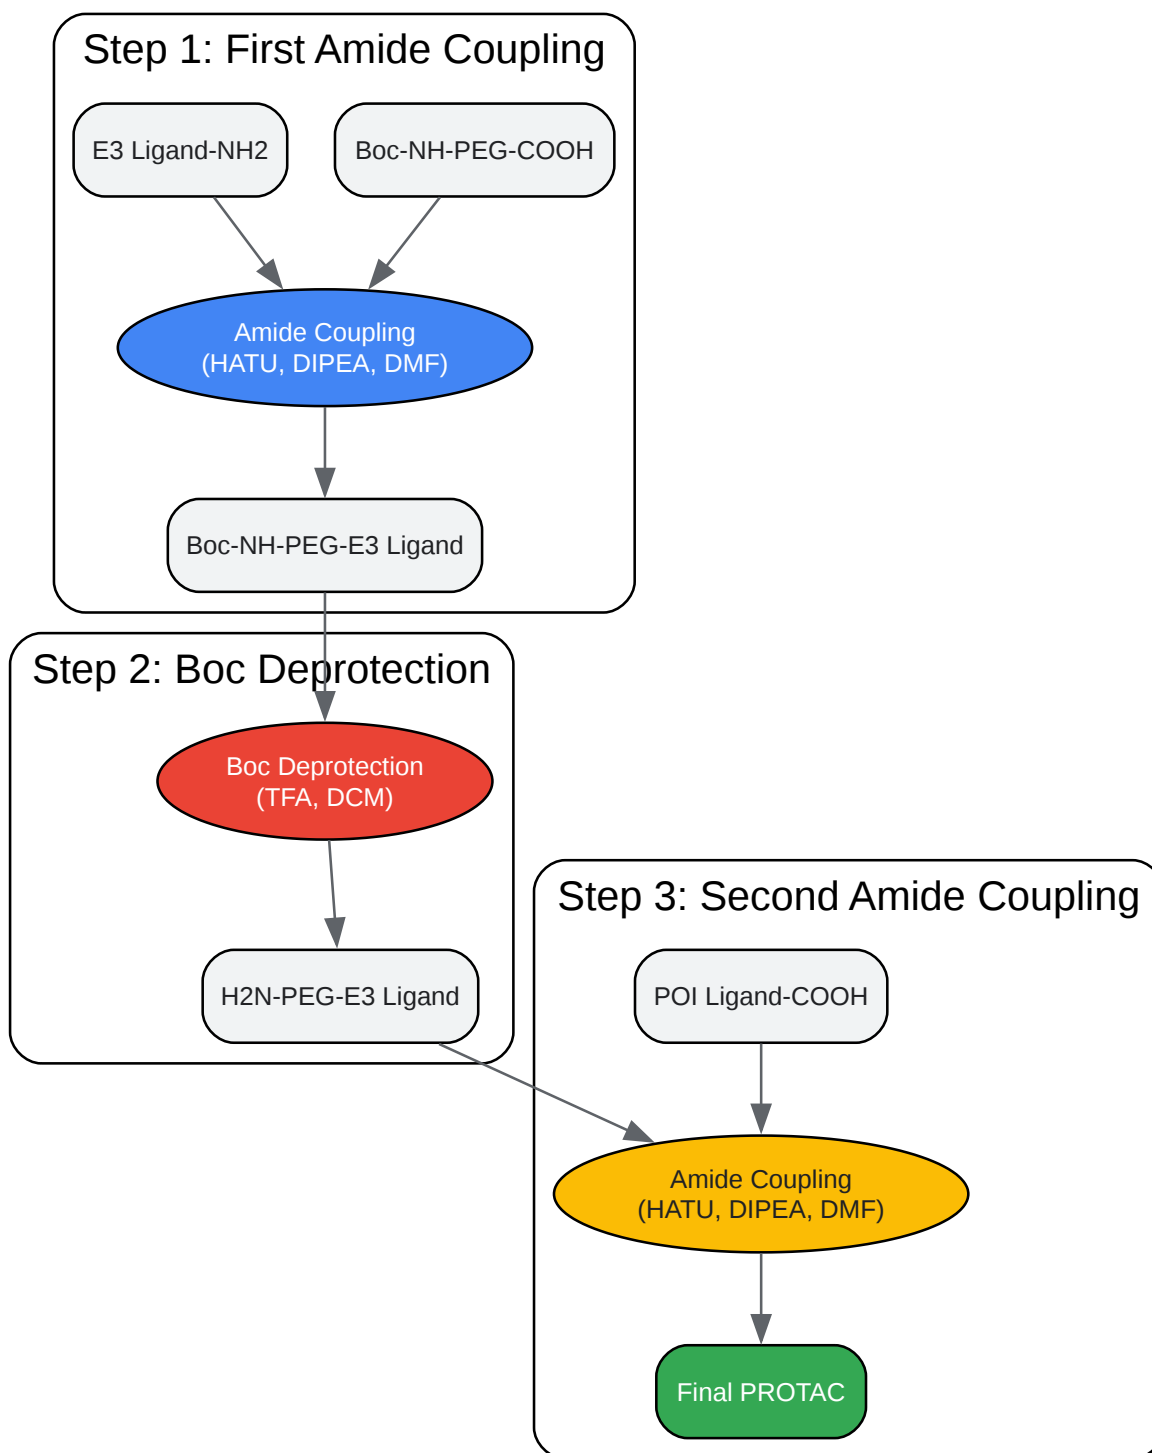 Step 1: First Amide Coupling
E3 Ligand-NH2
Boc-NH-PEG-COOH
Amide Coupling
(HATU, DIPEA, DMF)
Boc-NH-PEG-E3 Ligand
Step 2: Boc Deprotection
Boc Deprotection
(TFA, DCM)
H2N-PEG-E3 Ligand
Step 3: Second Amide Coupling
POI Ligand-COOH
Amide Coupling
(HATU, DIPEA, DMF)
Final PROTAC